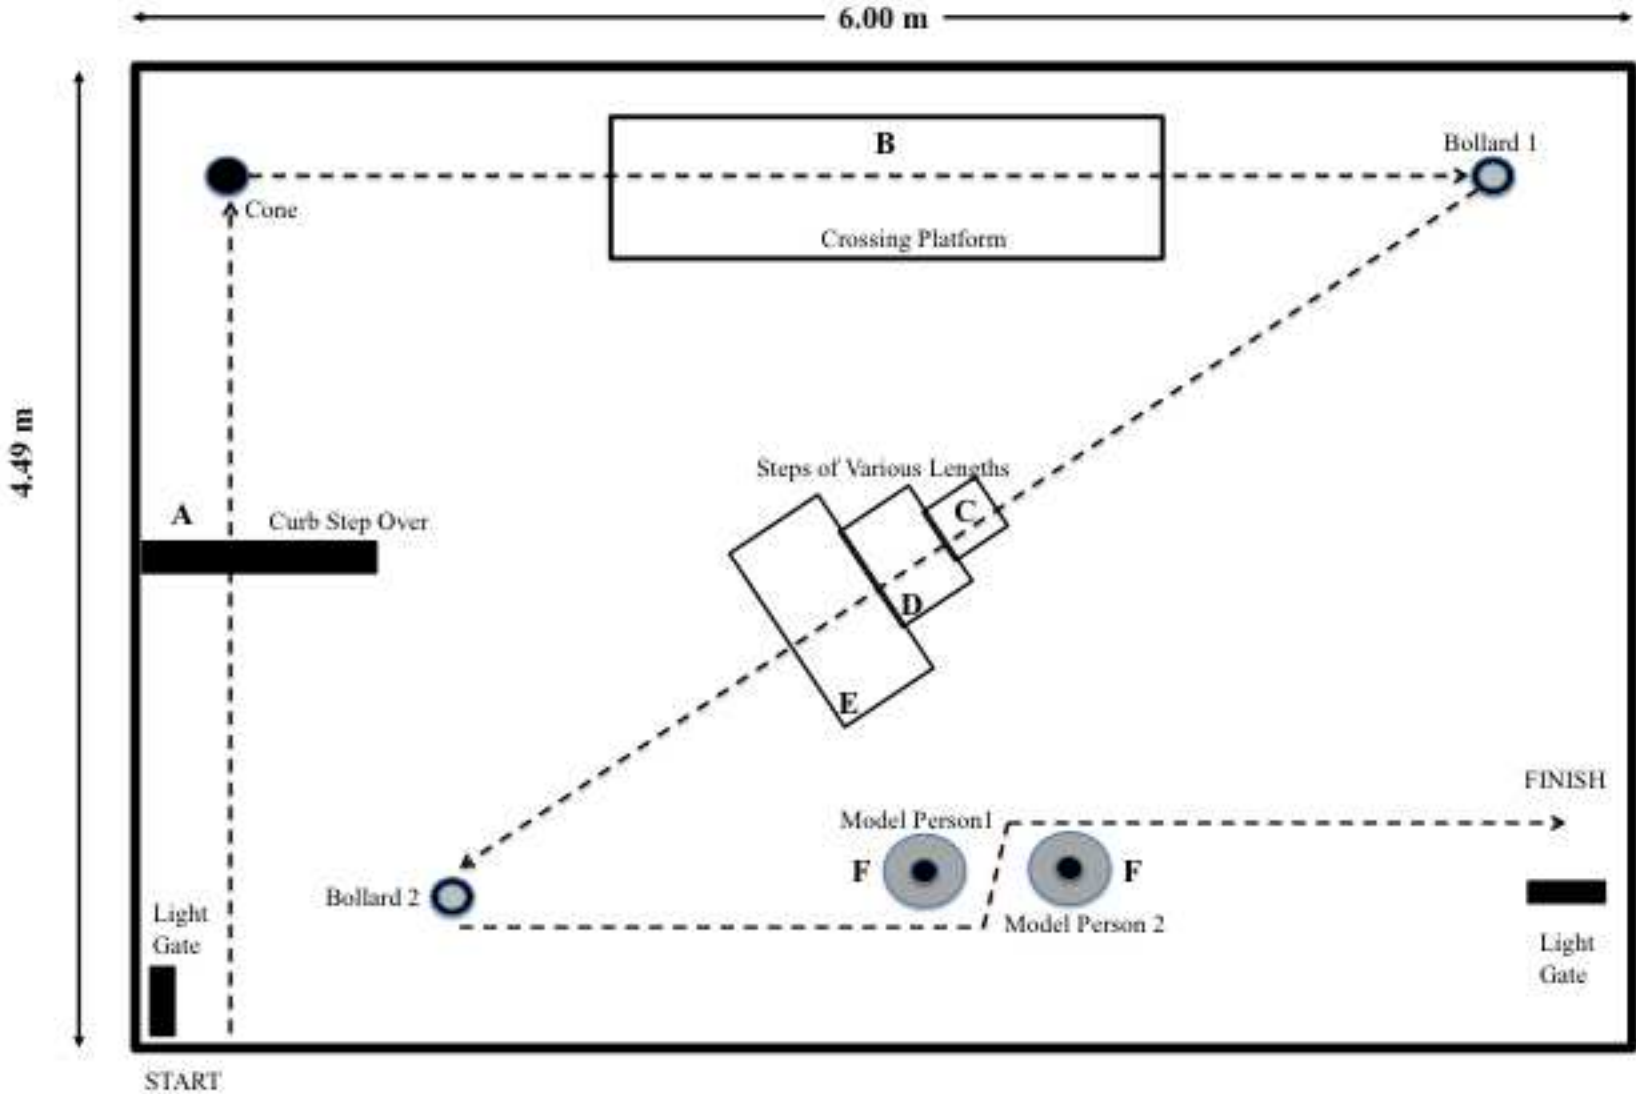 6.00 m
B
Bollard 1
Cone
Crossing Platform
4.49 m
Steps of Various Lengths
A
Curb Step Over
C
D
E
FINISH
Model Person1
F
F
Bollard 2
Model Person 2
Light
Gate
Light
Gate
START